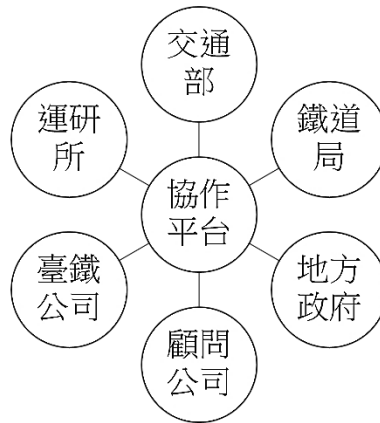 交通
部
運研
所
鐵道
局
協作
平台
臺鐵
公司
地方
政府
顧問
公司